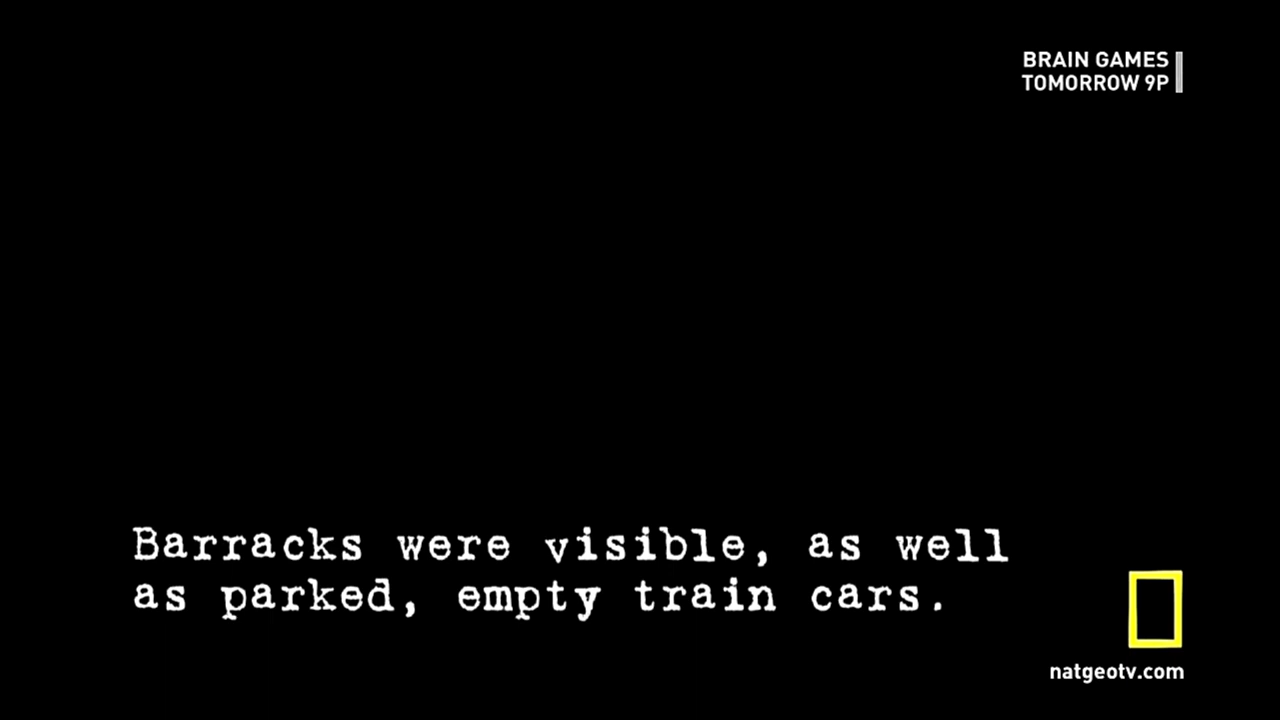 BRAIN GAMES
TOMORROW 9P
Barracks were visible, as well
as parked, empty train cars.
natgeotv.com